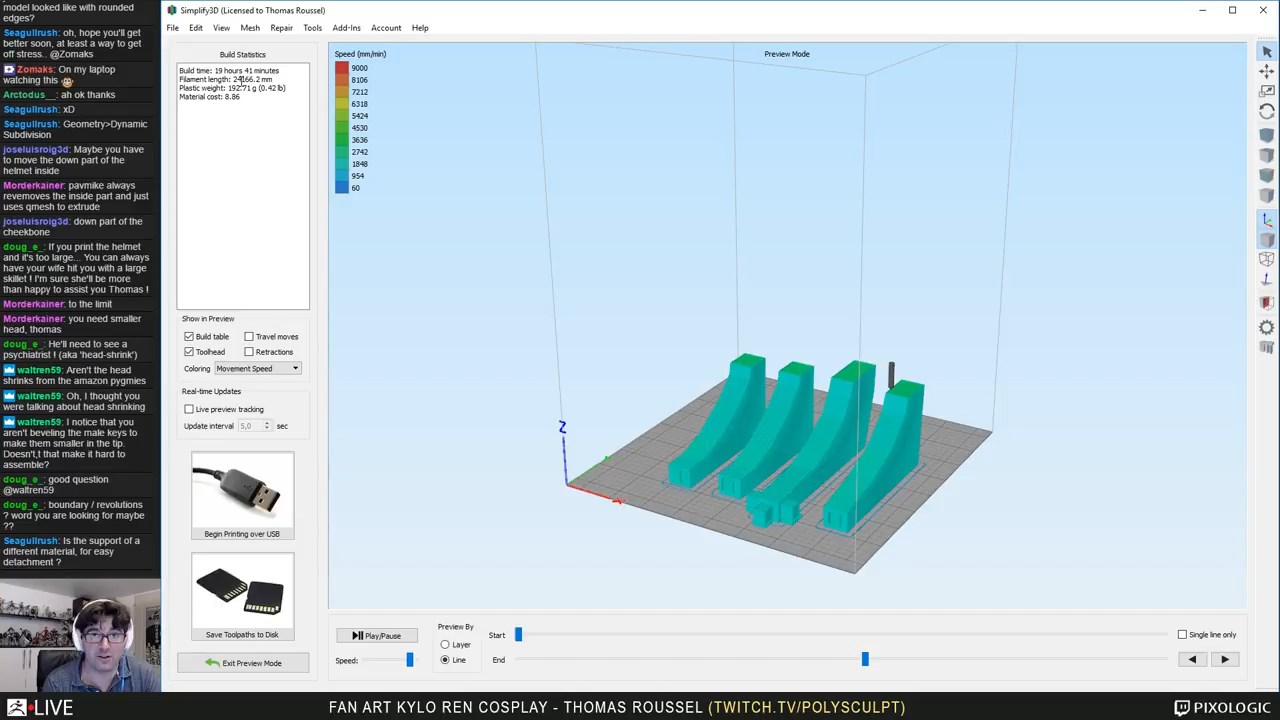 model looked like with rounded
edges?
Seagullrush: oh, hope you'll get
better soon, at least a way to get
off stress.. @Zomaks
Zomaks: On my laptop
watching this
Arctodus__: ah ok thanks
Seagullrush: xD
Seagullrush: Geometry>Dynamic
Subdivision
joseluisroig3d: Maybe you have
to move the down part of the
helmet inside
Morderkainer: pavmike always
revemoves the inside part and just
uses qmesh to extrude
joseluisroig3d: down part of the
cheekbone
doug_e_: If you print the helmet
and it's too large... You can always
have your wife hit you with a large
skillet ! I'm sure she'll be more
than happy to assist you Thomas !
Morderkainer: to the limit
Morderkainer: you need smaller
head, thomas
doug_e_: He'll need to see a
psychiatrist ! (aka 'head-shrink')
waltren59: Aren't the head
shrinks from the amazon pygmies
waltren59: Oh, I thought you
were talking about head shrinking
waltren59: I notice that you
aren't beveling the male keys to
make them smaller in the tip.
Doesn't,t that make it hard to
assemble?
doug_e_: good question
@waltren59
doug_e_: boundary / revolutions
? word you are looking for maybe
??
Seagullrush: Is the support of a
different material, for easy
detachment ?
Simplify3D (Licensed to Thomas Roussel)
File Edit View Mesh Repair Tools Add-Ins Account Help
Build Statistics
Build time: 19 hours 41 minutes
Filament length: mm
Plastic weight: 192.71 g (0.42 lb)
Material cost: 8.86
Show in Preview
Build table Travel moves
Toolhead Retractions
Coloring Movement Speed
Real-time Updates
Live preview tracking
Update interval 5,0 sec
Begin Printing over USB
Save Toolpaths to Disk
Exit Preview Mode
Speed (mm/min)
9000
8106
7212
6318
5424
4530
3636
2742
1848
954
60
Preview Mode
Z
Play/Pause
Speed:
Preview By
Layer
Line
Start
End
Single line only
LIVE
FAN ART KYLO REN COSPLAY - THOMAS ROUSSEL (TWITCH.TV/POLYSCULPT)
PIXOLOGIC